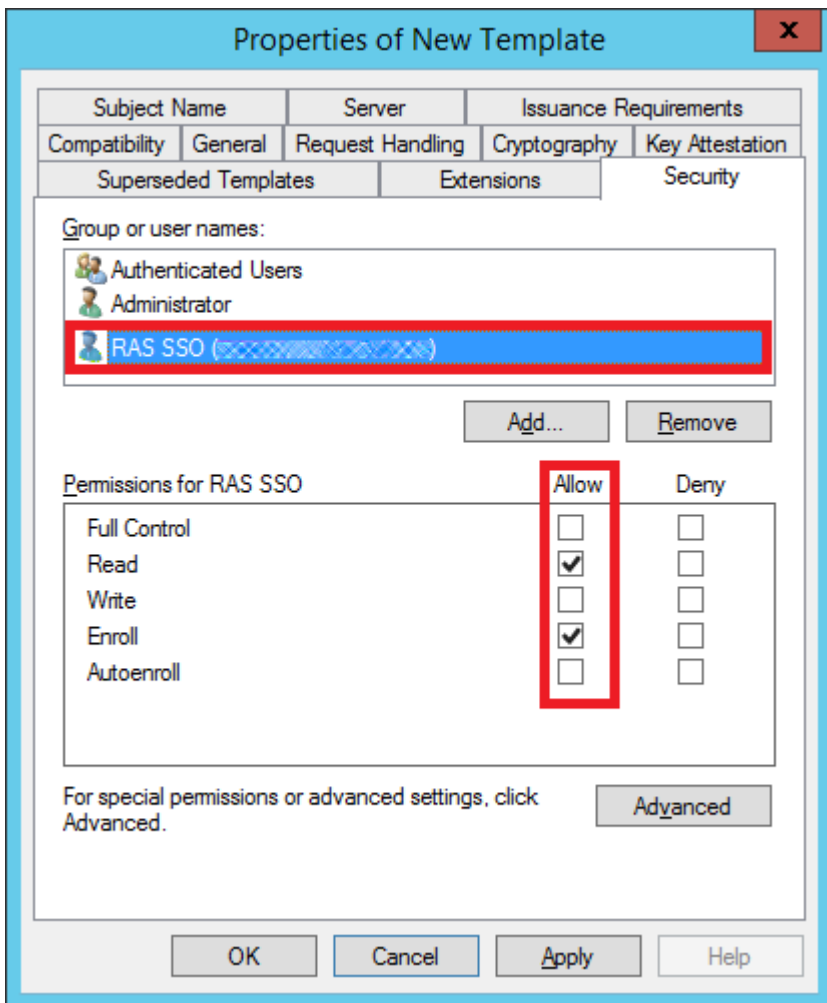 Properties of New Template
x
Subject Name Server Issuance Requirements
Compatibility General Request Handling Cryptography Key Attestation
Superseded Templates Extensions Security
Group or user names:
Authenticated Users
Administrator
RAS SSO (
)
Add... Remove
Permissions for RAS SSO Allow Deny
Full Control
Read
Write
Enroll
Autoenroll
For special permissions or advanced settings, click
Advanced.
Advanced
OK Cancel Apply Help